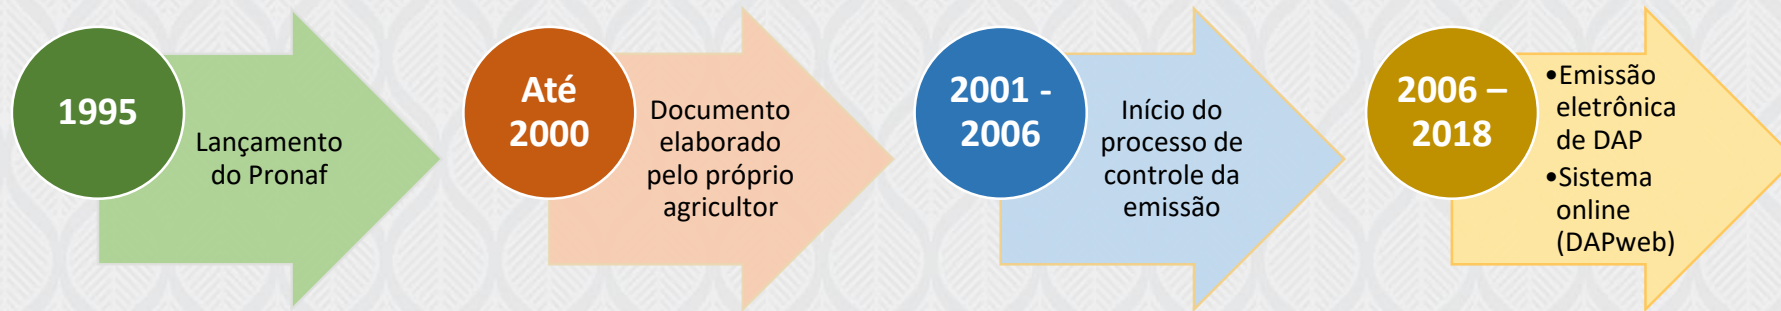 1995
Lançamento
do Pronaf
Até
2000
Documento
elaborado
pelo próprio
agricultor
2001 -
2006
Início do
processo de
controle da
emissão
2006 –
2018
•Emissão
eletrônica
de DAP
•Sistema
online
(DAPweb)